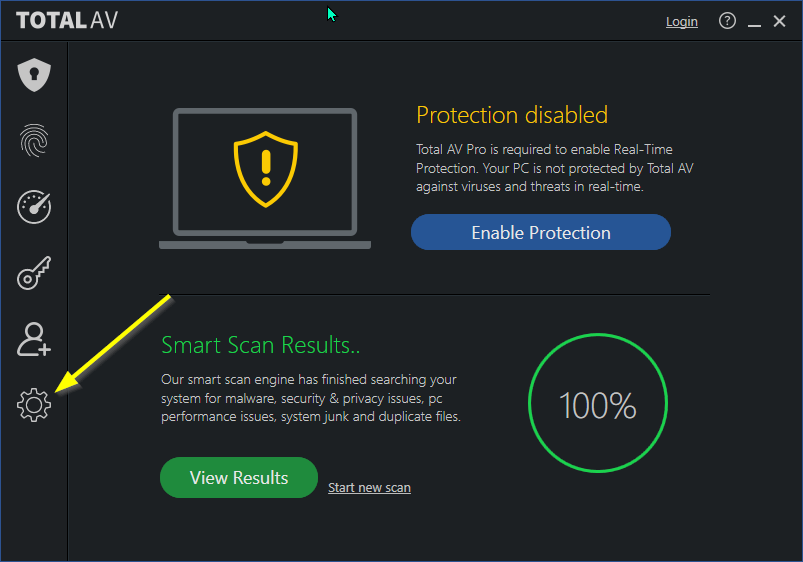 TOTAL AV
Login
?
Protection disabled
Total AV Pro is required to enable Real-Time
Protection. Your PC is not protected by Total AV
against viruses and threats in real-time.
Enable Protection
Smart Scan Results..
Our smart scan engine has finished searching your
system for malware, security & privacy issues, pc
performance issues, system junk and duplicate files.
100%
View Results
Start new scan